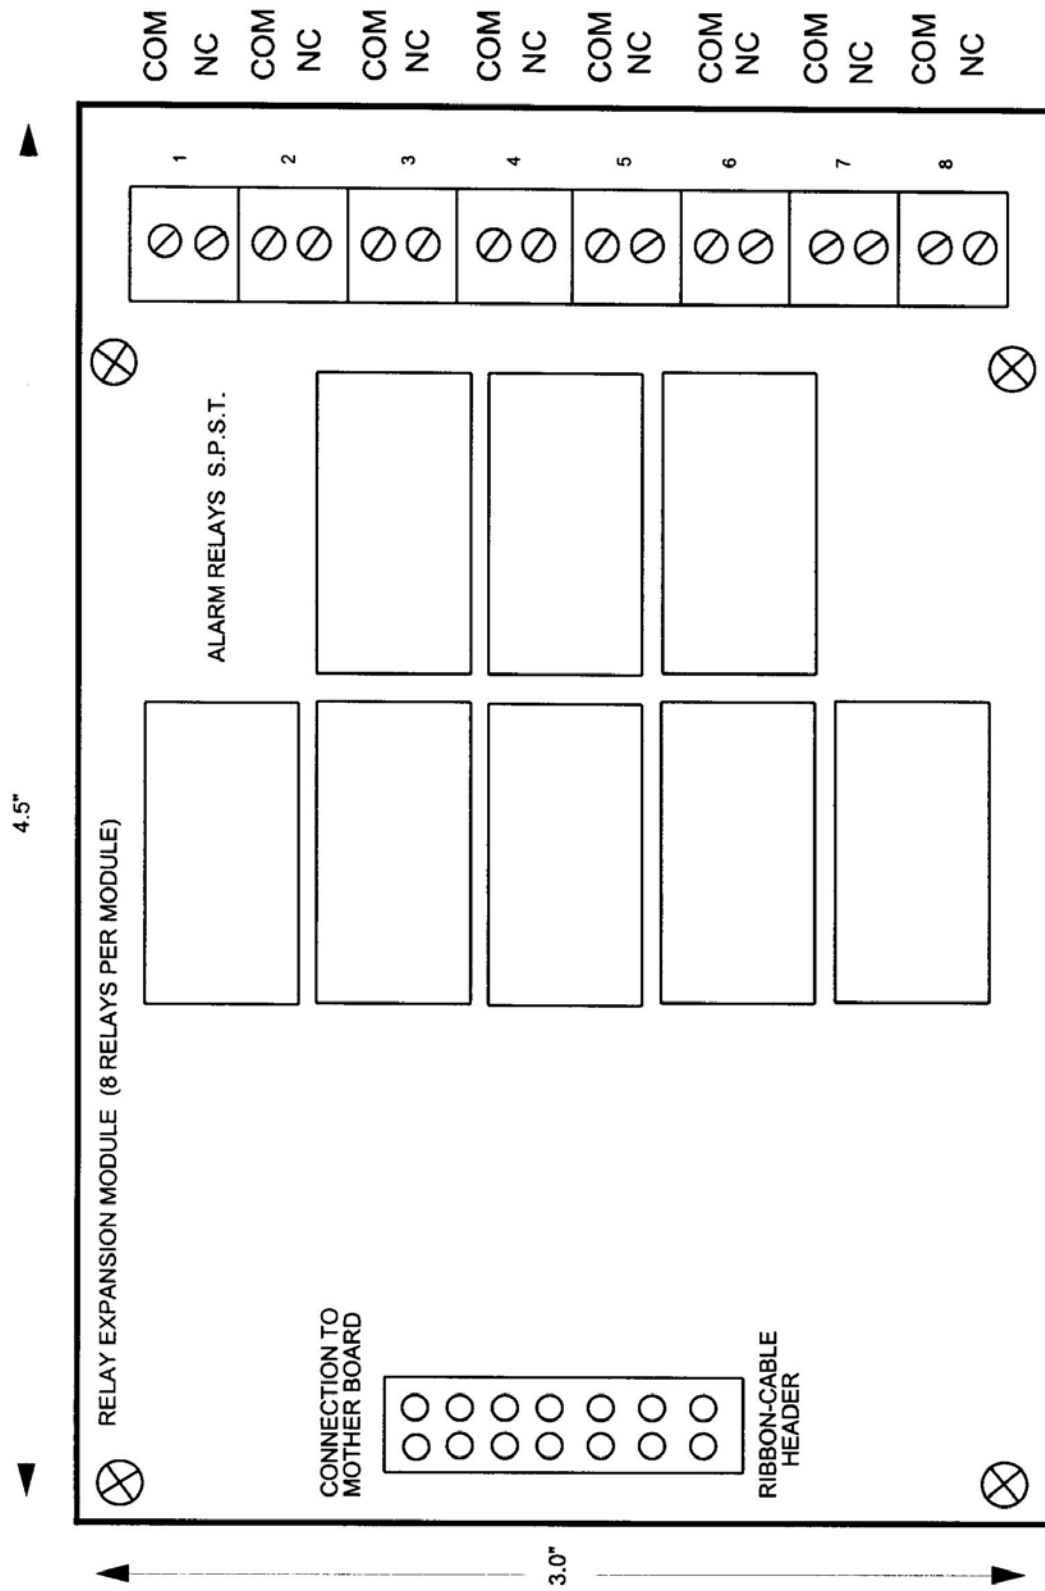 4.5"
3.0"
RELAY EXPANSION MODULE (8 RELAYS PER MODULE)
ALARM RELAYS S.P.S.T.
CONNECTION TO
MOTHER BOARD
RIBBON-CABLE
HEADER
1
COM
NC
2
COM
NC
3
COM
NC
4
COM
NC
5
COM
NC
6
COM
NC
7
COM
NC
8
COM
NC